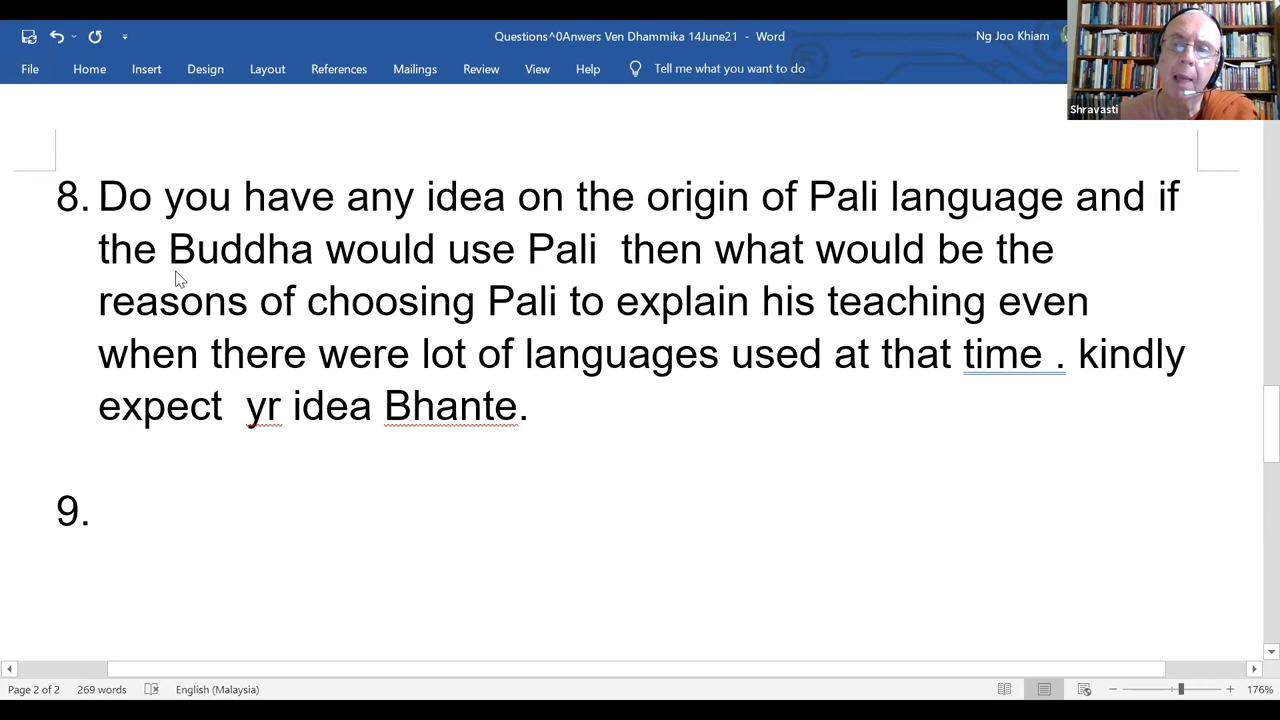 Questions^0Anwers Ven Dhammika 14June21 - Word
Ng Joo Khiam
File Home Insert Design Layout References Mailings Review View Help Tell me what you want to do
Shravasti
8. Do you have any idea on the origin of Pali language and if
the Buddha would use Pali then what would be the
reasons of choosing Pali to explain his teaching even
when there were lot of languages used at that time . kindly
expect yr idea Bhante.
9.
Page 2 of 2 269 words English (Malaysia) 176%